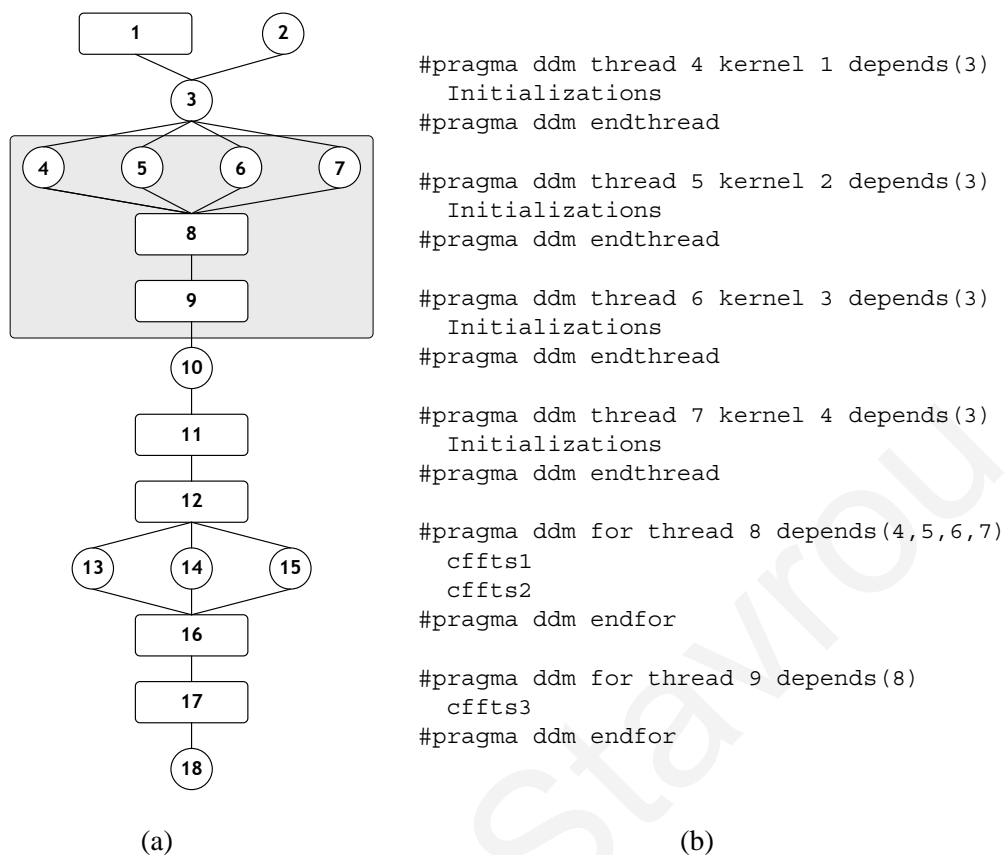 1
2
3
4
5
6
7
8
9
10
11
12
13
14
15
16
17
18
(a)
#pragma ddm thread 4 kernel 1 depends(3)
Initializations
#pragma ddm endthread
#pragma ddm thread 5 kernel 2 depends(3)
Initializations
#pragma ddm endthread
#pragma ddm thread 6 kernel 3 depends(3)
Initializations
#pragma ddm endthread
#pragma ddm thread 7 kernel 4 depends(3)
Initializations
#pragma ddm endthread
#pragma ddm for thread 8 depends(4,5,6,7)
cffts1
cffts2
#pragma ddm endfor
#pragma ddm for thread 9 depends(8)
cffts3
#pragma ddm endfor
(b)
Stavrou